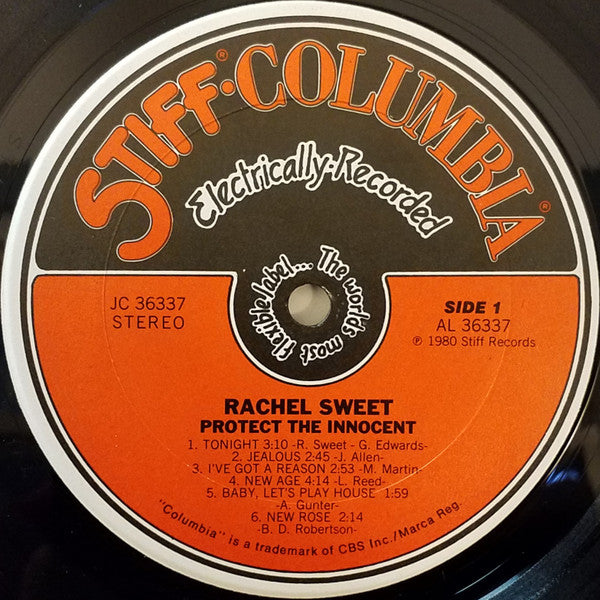 STIFF·COLUMBIA®
Electrically-Recorded
The worlds most flexible label...
JC 36337
STEREO
SIDE 1
AL 36337
℗ 1980 Stiff Records
RACHEL SWEET
PROTECT THE INNOCENT
1. TONIGHT 3:10 -R. Sweet - G. Edwards-
2. JEALOUS 2:45 -J. Allen-
3. I'VE GOT A REASON 2:53 -M. Martin-
4. NEW AGE 4:14 -L. Reed-
5. BABY, LET'S PLAY HOUSE 1:59
-A. Gunter-
6. NEW ROSE 2:14
-B. D. Robertson-
"Columbia" is a trademark of CBS Inc./Marca Reg.